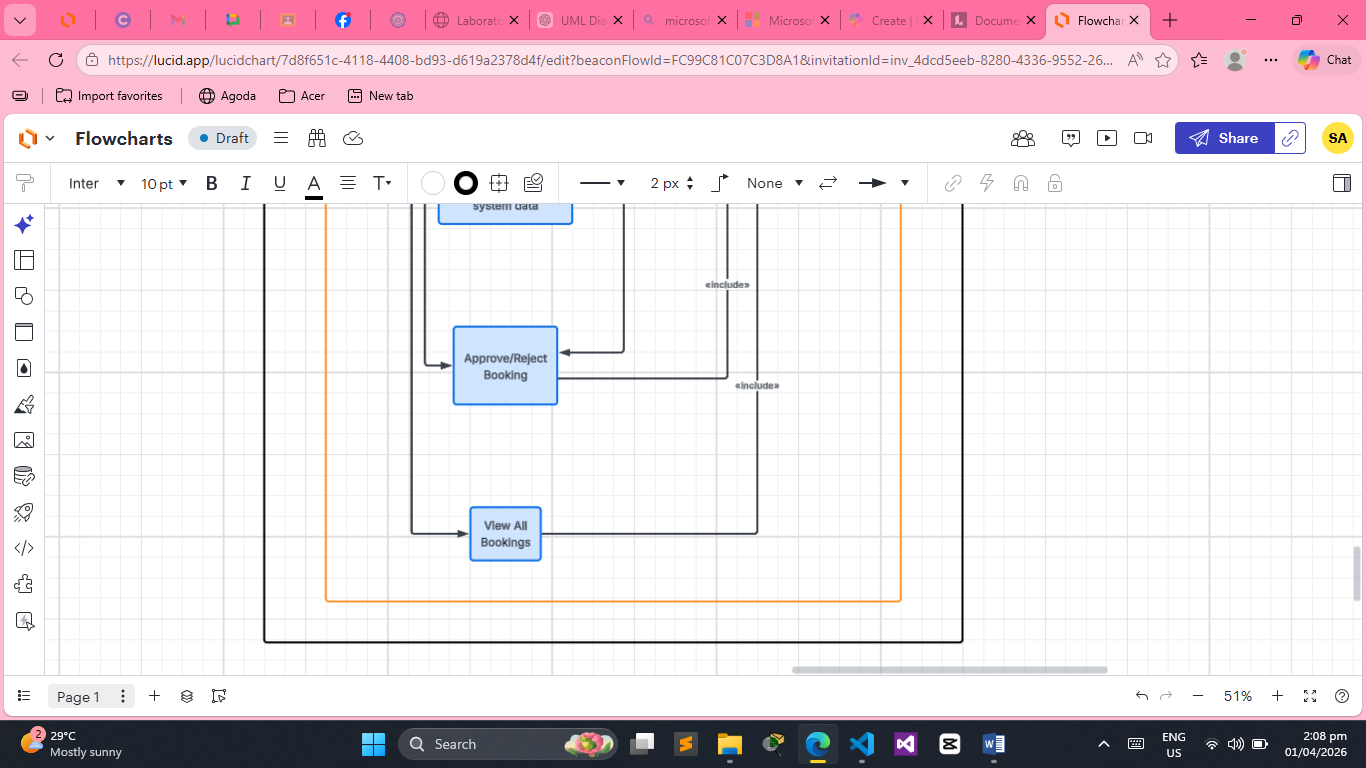 Laborato
UML Dia
microsof
Microsof
Create |
Docume
Flowchar
https://lucid.app/lucidchart/7d8f651c-4118-4408-bd93-d619a2378d4f/edit?beaconFlowId=FC99C81C07C3D8A1&invitationId=inv_4dcd5eeb-8280-4336-9552-26...
Chat
Import favorites
Agoda
Acer
New tab
Flowcharts
Draft
Share
SA
Inter
10 pt
B
I
U
A
T
2 px
None
system data
«include»
Approve/Reject
Booking
«include»
View All
Bookings
Page 1
51%
2
29°C
Mostly sunny
Search
ENG
US
2:08 pm
01/04/2026